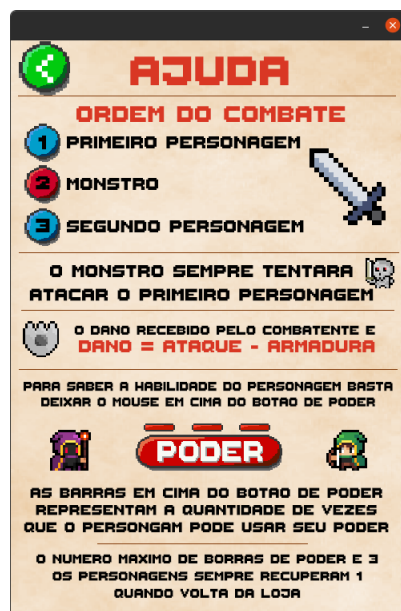 AJUDA
ORDEM DO COMBATE
1 PRIMEIRO PERSONAGEM
2 MONSTRO
3 SEGUNDO PERSONAGEM
O MONSTRO SEMPRE TENTARA
ATACAR O PRIMEIRO PERSONAGEM
O DANO RECEBIDO PELO COMBATENTE E
DANO = ATAQUE - ARMADURA
PARA SABER A HABILIDADE DO PERSONAGEM BASTA
DEIXAR O MOUSE EM CIMA DO BOTAO DE PODER
PODER
AS BARRAS EM CIMA DO BOTAO DE PODER
REPRESENTAM A QUANTIDADE DE VEZES
QUE O PERSONGAM PODE USAR SEU PODER
O NUMERO MAXIMO DE BORRAS DE PODER E 3
OS PERSONAGENS SEMPRE RECUPERAM 1
QUANDO VOLTA DA LOJA